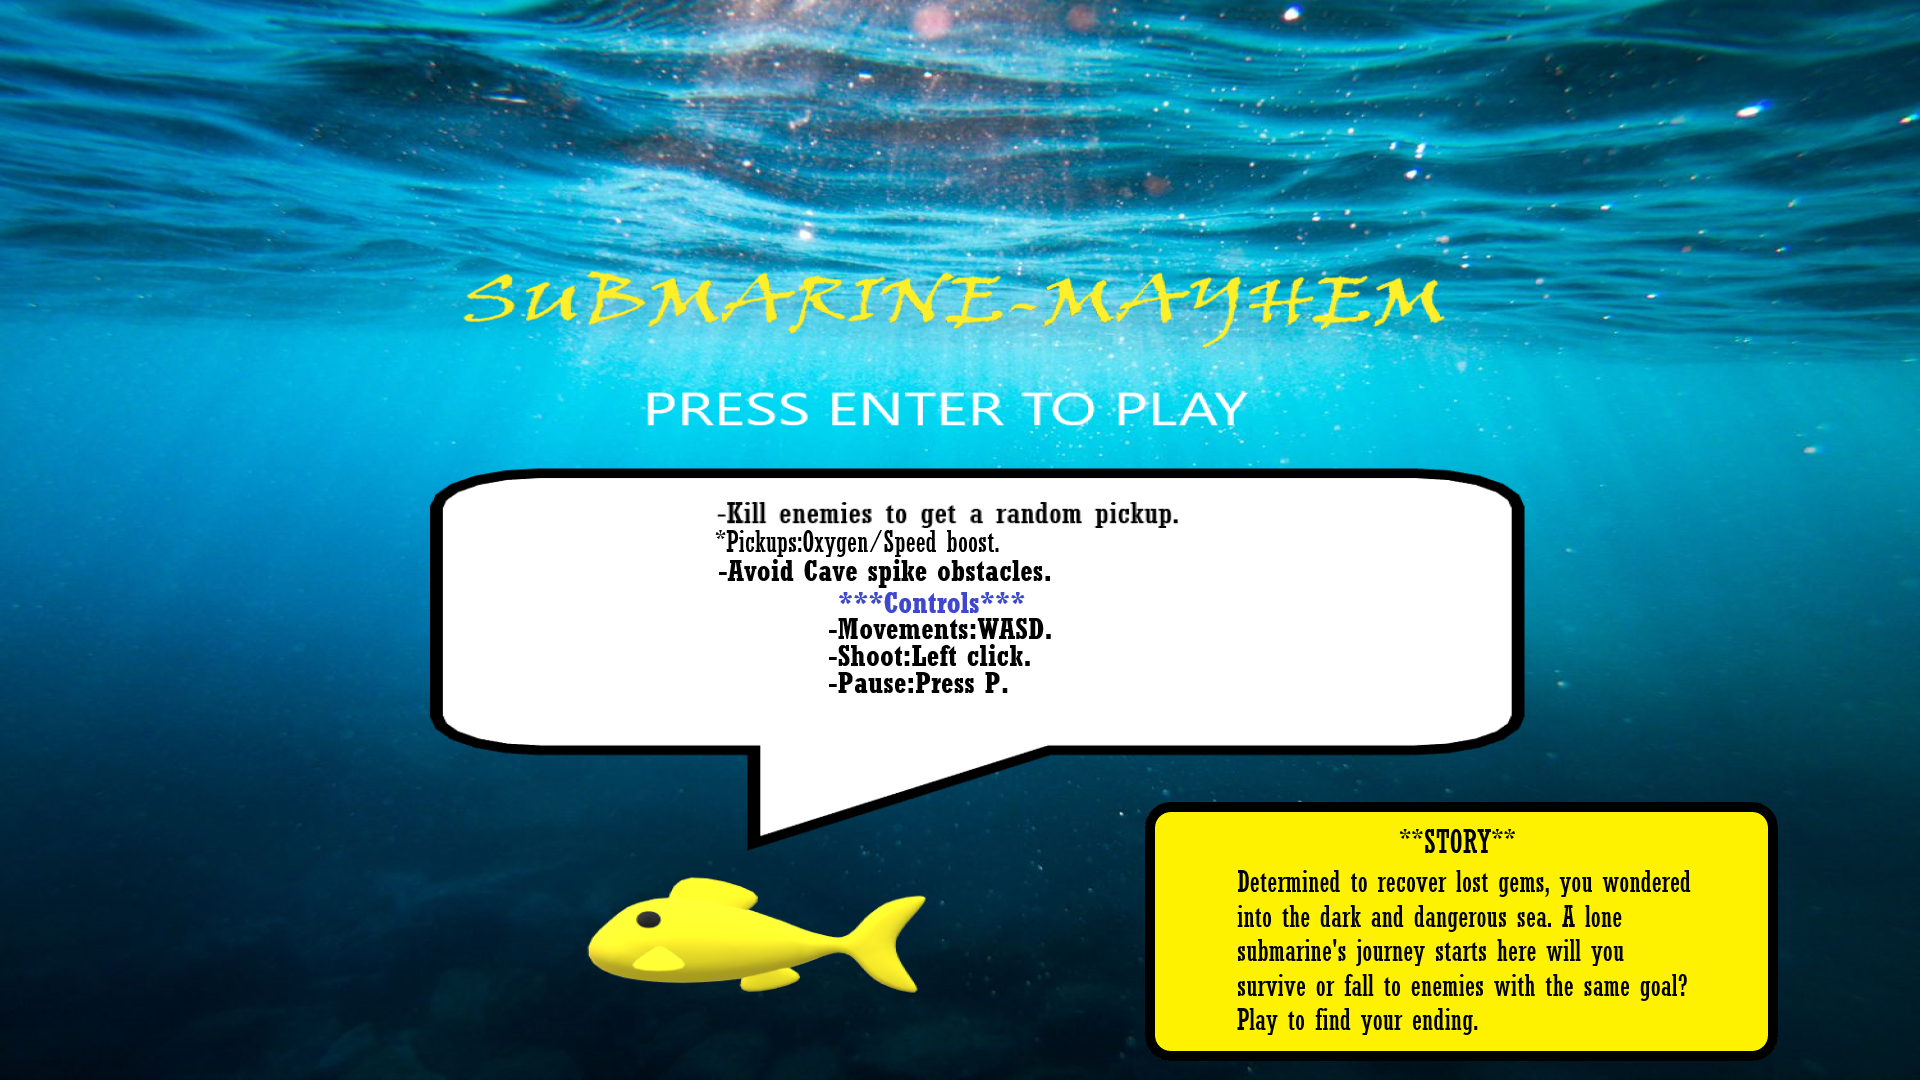 SUBMARINE-MAYHEM
PRESS ENTER TO PLAY
-Kill enemies to get a random pickup.
*Pickups:Oxygen/Speed boost.
-Avoid Cave spike obstacles.
***Controls***
-Movements:WASD.
-Shoot:Left click.
-Pause:Press P.
**STORY**
Determined to recover lost gems, you wondered
into the dark and dangerous sea. A lone
submarine's journey starts here will you
survive or fall to enemies with the same goal?
Play to find your ending.